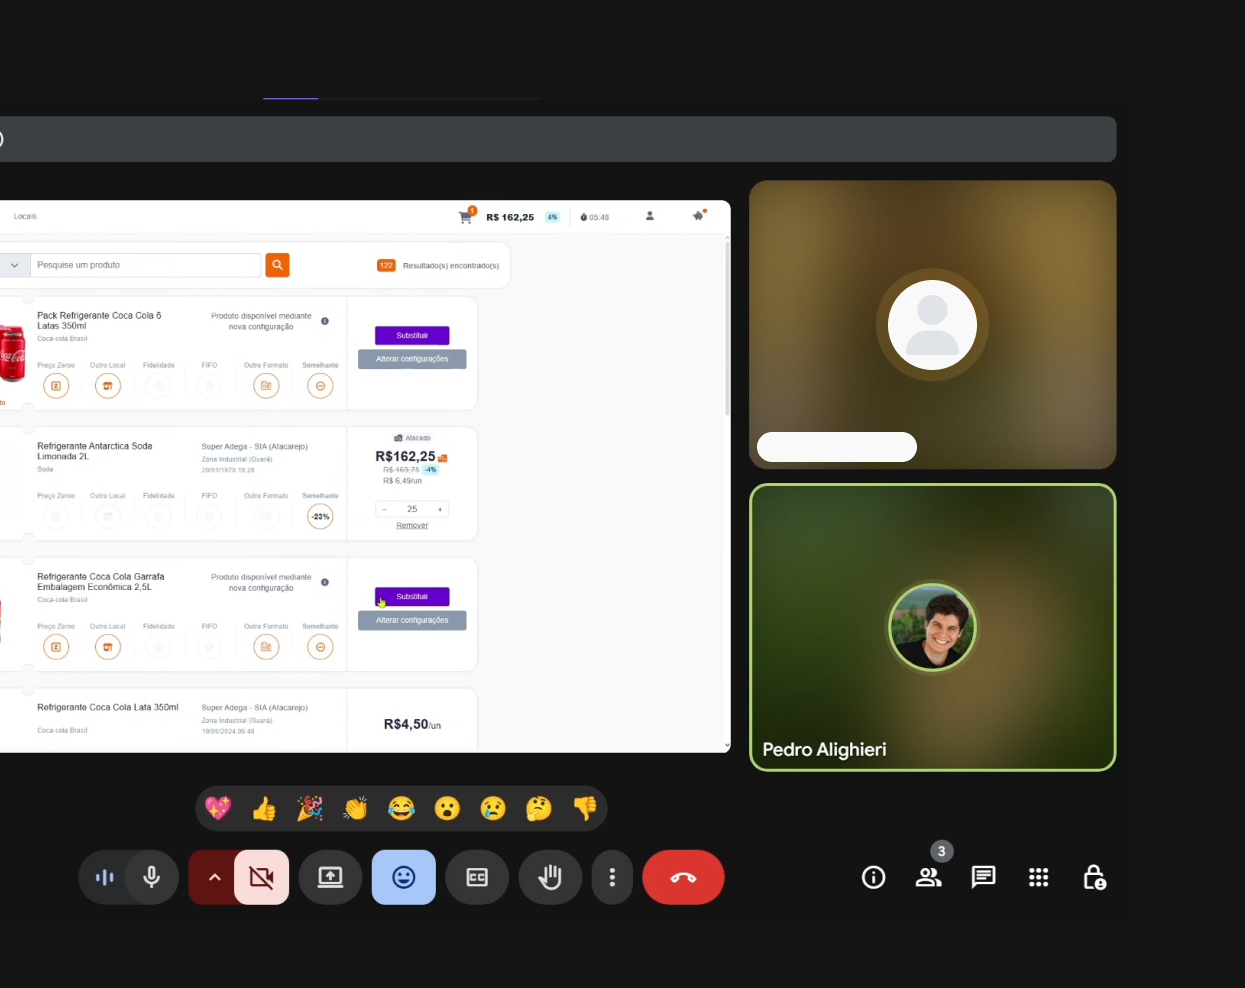 Locais
1
R$ 162,25
4%
05:48
Pesquise um produto
122
Resultado(s) encontrado(s)
Pack Refrigerante Coca Cola 6
Latas 350ml
Coca-cola Brasil
Produto disponível mediante
nova configuração
Preço Zeroo
Outro Local
Fidelidade
FIFO
Outro Formato
Semelhante
Substituir
Alterar configurações
Refrigerante Antarctica Soda
Limonada 2L
Soda
Super Adega - SIA (Atacarejo)
Zona Industrial (Guará)
20/01/1970 19:28
Preço Zeroo
Outro Local
Fidelidade
FIFO
Outro Formato
Semelhante
-23%
Atacado
R$162,25
R$ 169,78 -4%
R$ 6,49/un
- 25 +
Remover
Refrigerante Coca Cola Garrafa
Embalagem Econômica 2,5L
Coca-cola Brasil
Produto disponível mediante
nova configuração
Preço Zeroo
Outro Local
Fidelidade
FIFO
Outro Formato
Semelhante
Substituir
Alterar configurações
Refrigerante Coca Cola Lata 350ml
Coca-cola Brasil
Super Adega - SIA (Atacarejo)
Zona Industrial (Guará)
19/05/2024 06:48
R$4,50/un
Pedro Alighieri
3